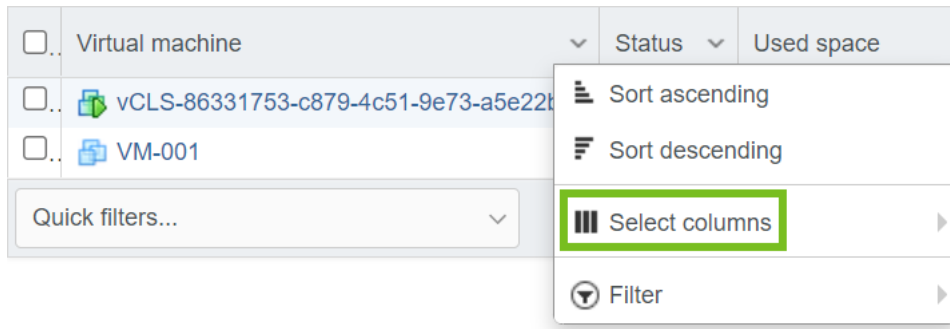 Virtual machine Status Used space
vCLS-86331753-c879-4c51-9e73-a5e22b
Sort ascending
VM-001
Sort descending
Quick filters...
Select columns
Filter